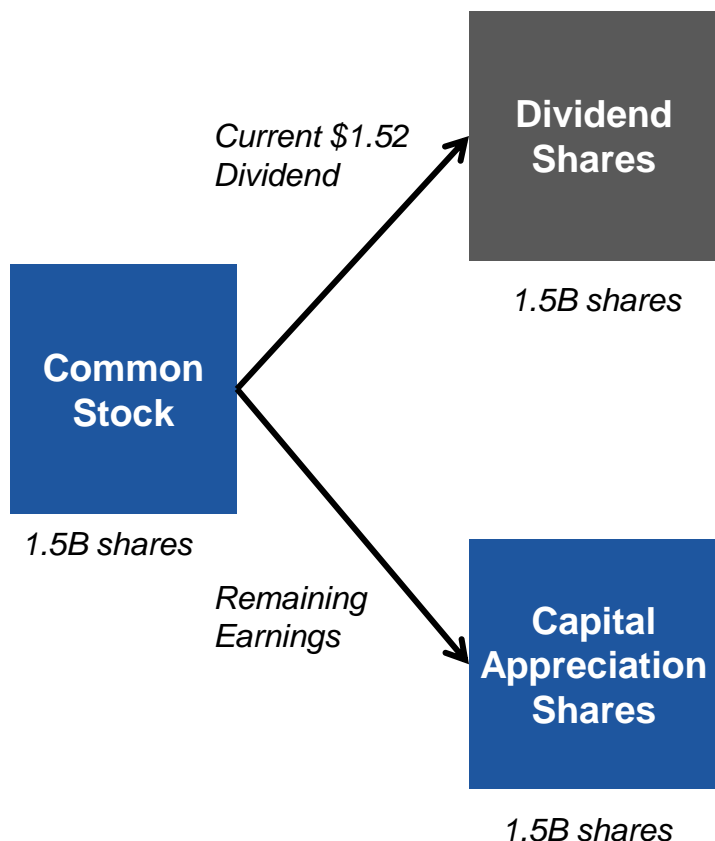 Current $1.52
Dividend
Dividend
Shares
1.5B shares
Common
Stock
1.5B shares
Remaining
Earnings
Capital
Appreciation
Shares
1.5B shares